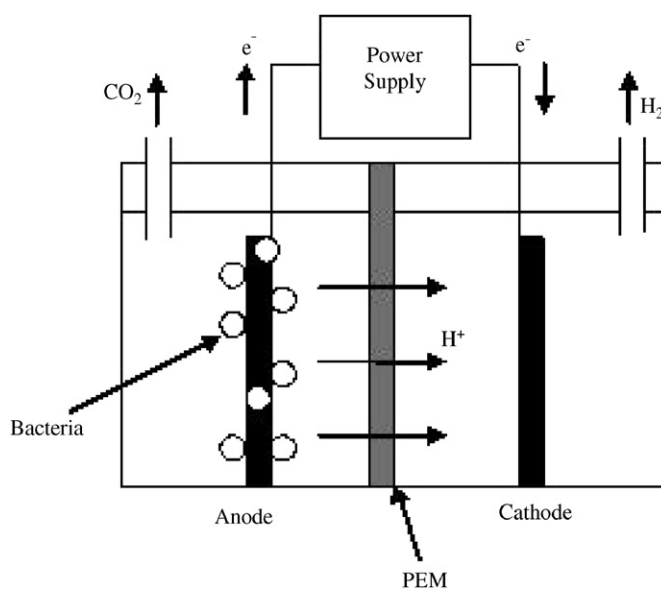 e⁻
Power
Supply
e⁻
CO₂
H₂
H⁺
Bacteria
Anode
Cathode
PEM